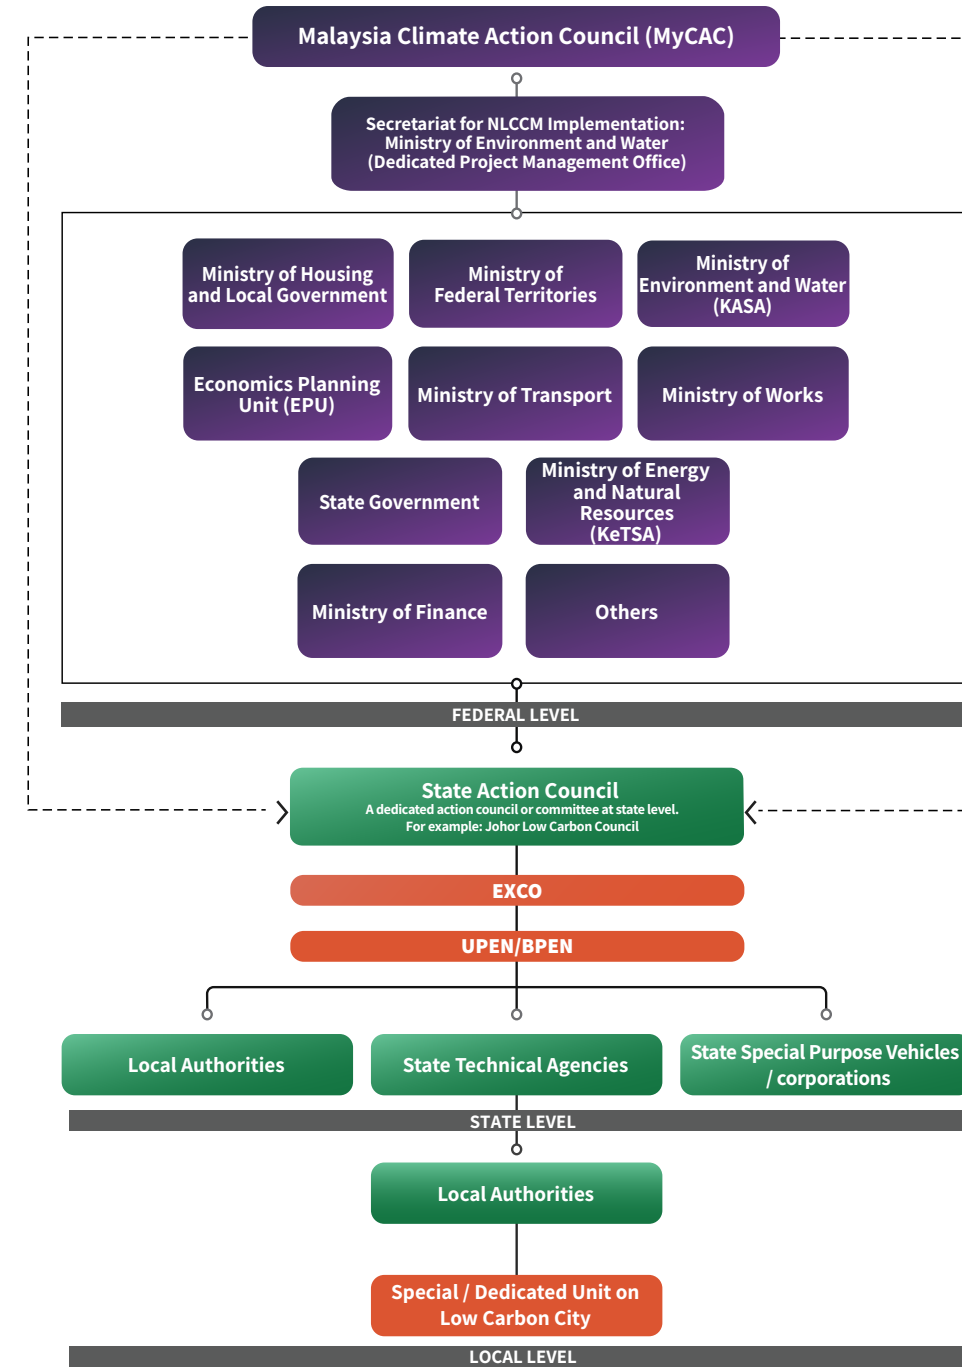 Malaysia Climate Action Council (MyCAC)
Secretariat for NLCCM Implementation:
Ministry of Environment and Water
(Dedicated Project Management Office)
Ministry of Housing
and Local Government
Ministry of
Federal Territories
Ministry of
Environment and Water
(KASA)
Economics Planning
Unit (EPU)
Ministry of Transport
Ministry of Works
State Government
Ministry of Energy
and Natural
Resources
(KeTSA)
Ministry of Finance
Others
FEDERAL LEVEL
State Action Council
A dedicated action council or committee at state level.
For example: Johor Low Carbon Council
EXCO
UPEN/BPEN
Local Authorities
State Technical Agencies
State Special Purpose Vehicles
/ corporations
STATE LEVEL
Local Authorities
Special / Dedicated Unit on
Low Carbon City
LOCAL LEVEL